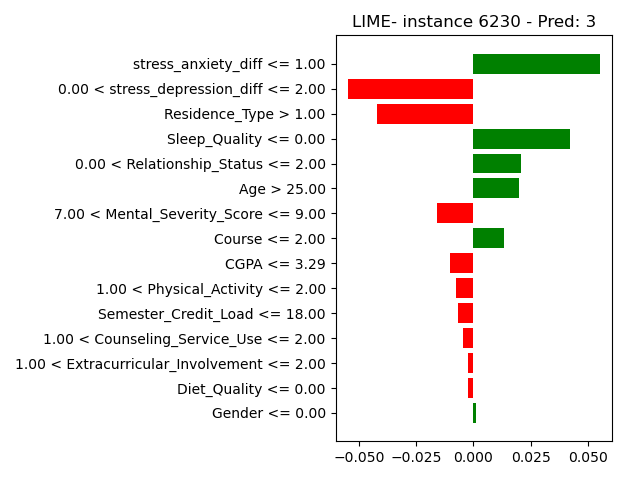 LIME- instance 6230 - Pred: 3
stress_anxiety_diff <= 1.00
0.00 < stress_depression_diff <= 2.00
Residence_Type > 1.00
Sleep_Quality <= 0.00
0.00 < Relationship_Status <= 2.00
Age > 25.00
7.00 < Mental_Severity_Score <= 9.00
Course <= 2.00
CGPA <= 3.29
1.00 < Physical_Activity <= 2.00
Semester_Credit_Load <= 18.00
1.00 < Counseling_Service_Use <= 2.00
1.00 < Extracurricular_Involvement <= 2.00
Diet_Quality <= 0.00
Gender <= 0.00
−0.050 −0.025 0.000 0.025 0.050